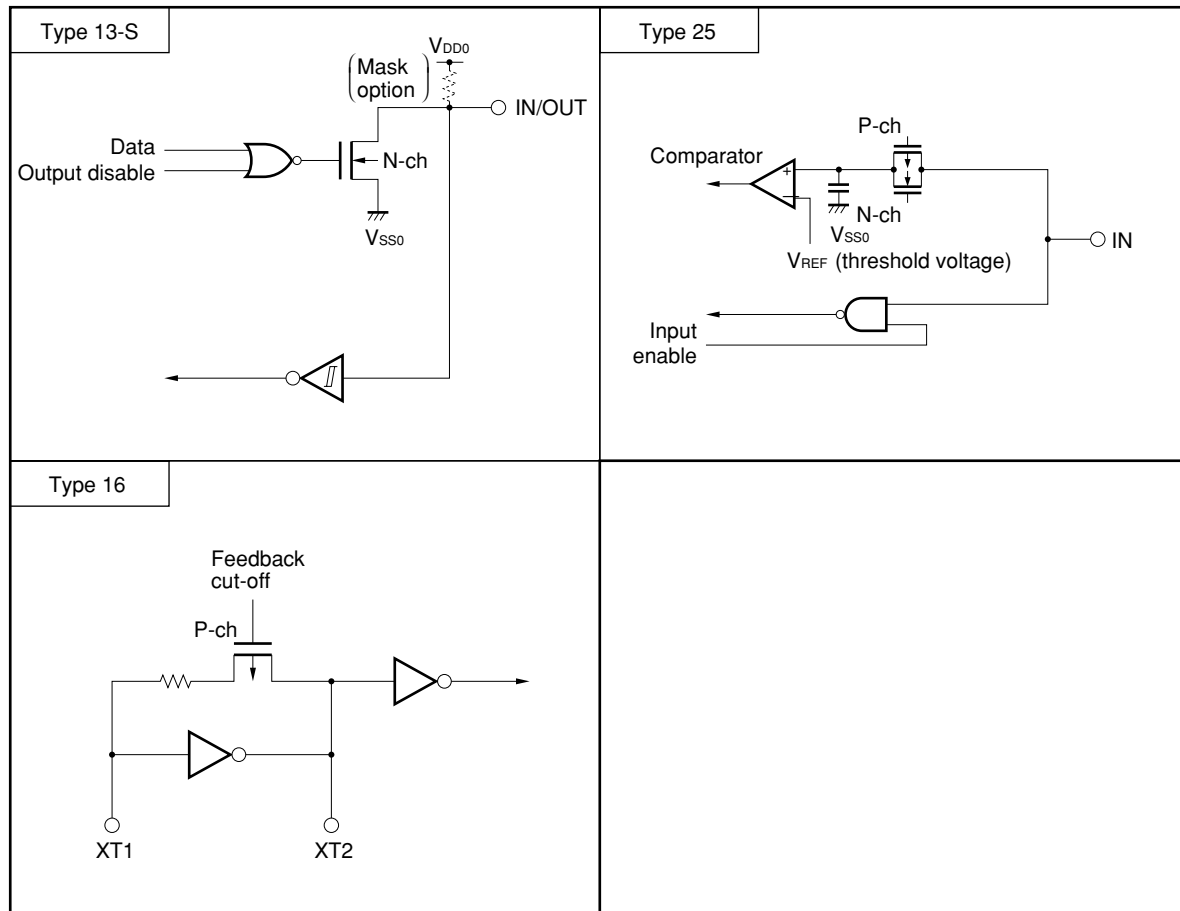 Type 13-S
VDD0
Mask
option
IN/OUT
Data
Output disable
N-ch
VSS0
Type 25
P-ch
Comparator
+
−
N-ch
VSS0
VREF (threshold voltage)
IN
Input
enable
Type 16
Feedback
cut-off
P-ch
XT1
XT2